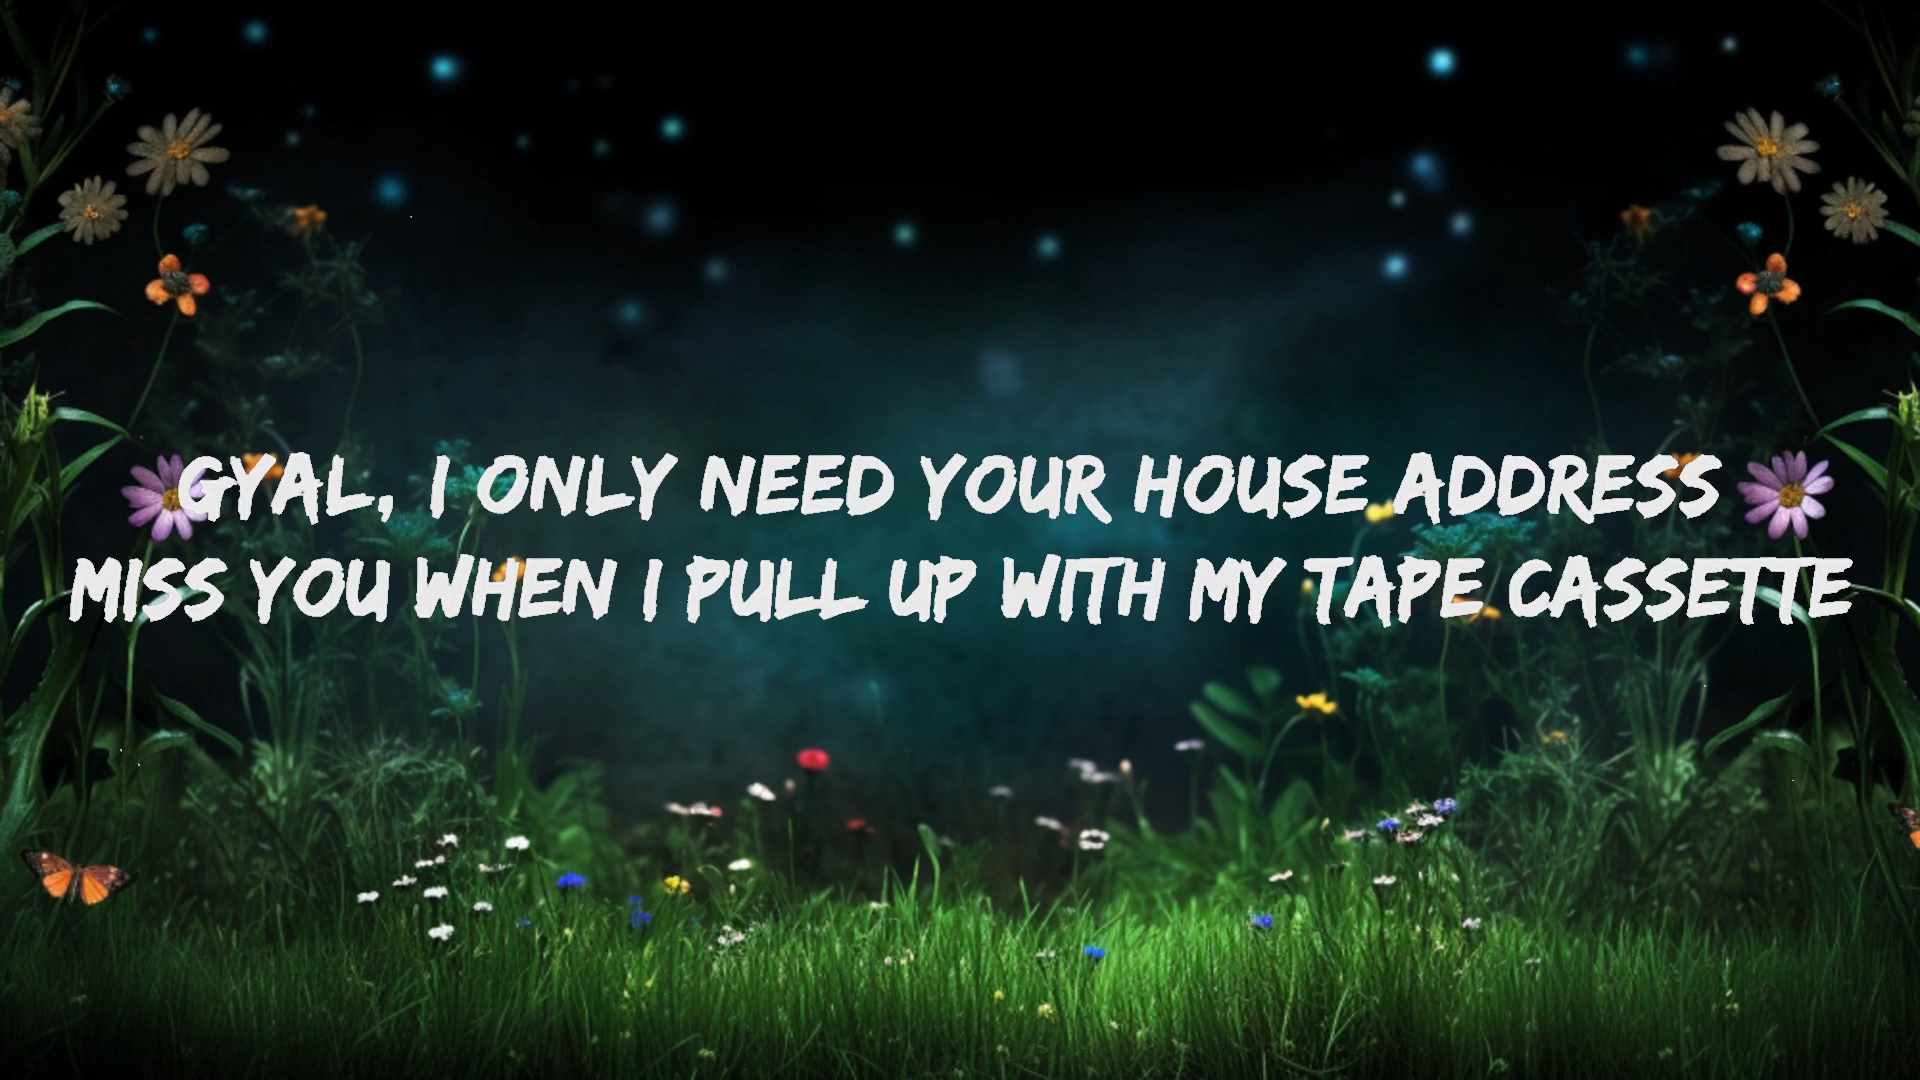 GYAL, I ONLY NEED YOUR HOUSE ADDRESS
MISS YOU WHEN I PULL UP WITH MY TAPE CASSETTE